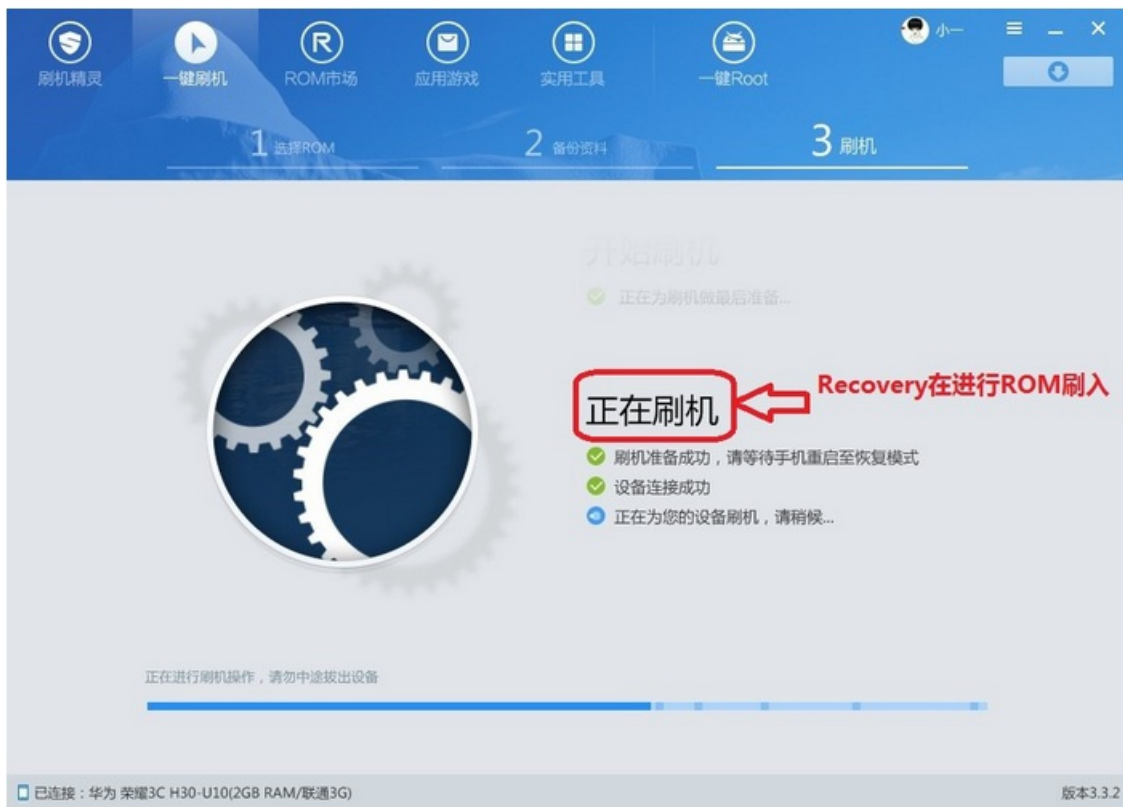 刷机精灵
一键刷机
ROM市场
应用游戏
实用工具
一键Root
小一
1 选择ROM
2 备份资料
3 刷机
开始刷机
正在为刷机做最后准备...
正在刷机
Recovery在进行ROM刷入
刷机准备成功，请等待手机重启至恢复模式
设备连接成功
正在为您的设备刷机，请稍候...
正在进行刷机操作，请勿中途拔出设备
已连接：华为 荣耀3C H30-U10(2GB RAM/联通3G)
版本3.3.2